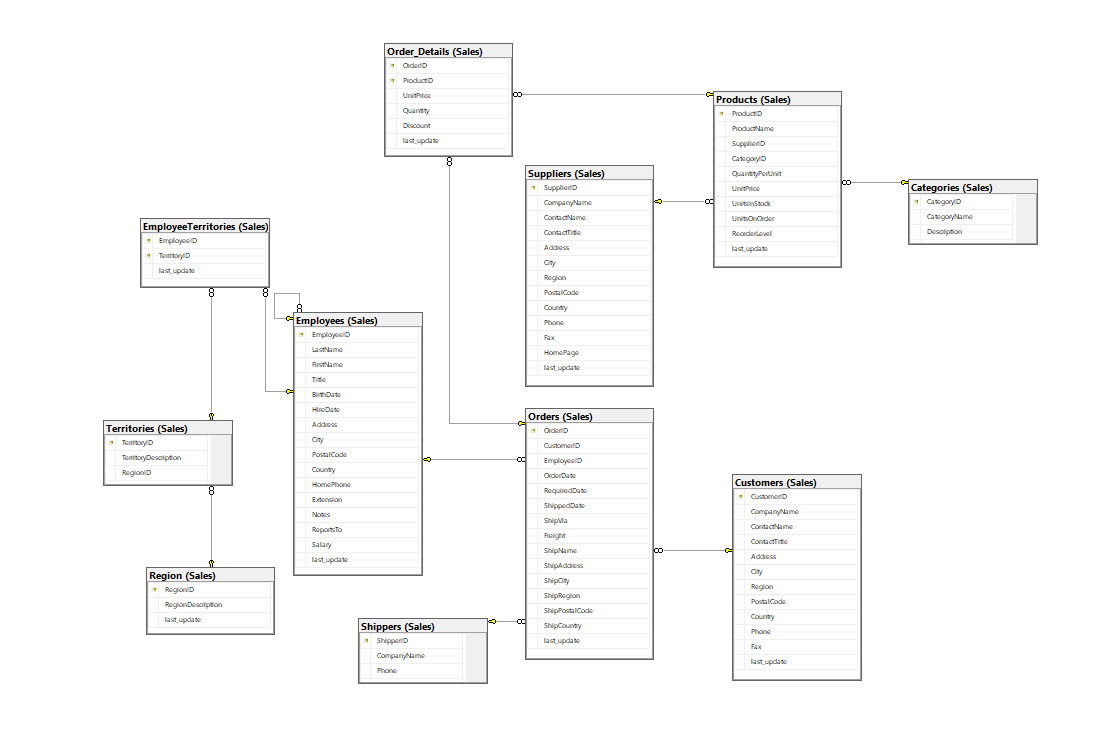 Order_Details (Sales)
OrderID
ProductID
UnitPrice
Quantity
Discount
last_update
Products (Sales)
ProductID
ProductName
SupplierID
CategoryID
QuantityPerUnit
UnitPrice
UnitsInStock
UnitsOnOrder
ReorderLevel
last_update
Suppliers (Sales)
SupplierID
CompanyName
ContactName
ContactTitle
Address
City
Region
PostalCode
Country
Phone
Fax
HomePage
last_update
Categories (Sales)
CategoryID
CategoryName
Description
EmployeeTerritories (Sales)
EmployeeID
TerritoryID
last_update
Employees (Sales)
EmployeeID
LastName
FirstName
Title
BirthDate
HireDate
Address
City
PostalCode
Country
HomePhone
Extension
Notes
ReportsTo
Salary
last_update
Territories (Sales)
TerritoryID
TerritoryDescription
RegionID
Orders (Sales)
OrderID
CustomerID
EmployeeID
OrderDate
RequiredDate
ShippedDate
ShipVia
Freight
ShipName
ShipAddress
ShipCity
ShipRegion
ShipPostalCode
ShipCountry
last_update
Customers (Sales)
CustomerID
CompanyName
ContactName
ContactTitle
Address
City
Region
PostalCode
Country
Phone
Fax
last_update
Region (Sales)
RegionID
RegionDescription
last_update
Shippers (Sales)
ShipperID
CompanyName
Phone